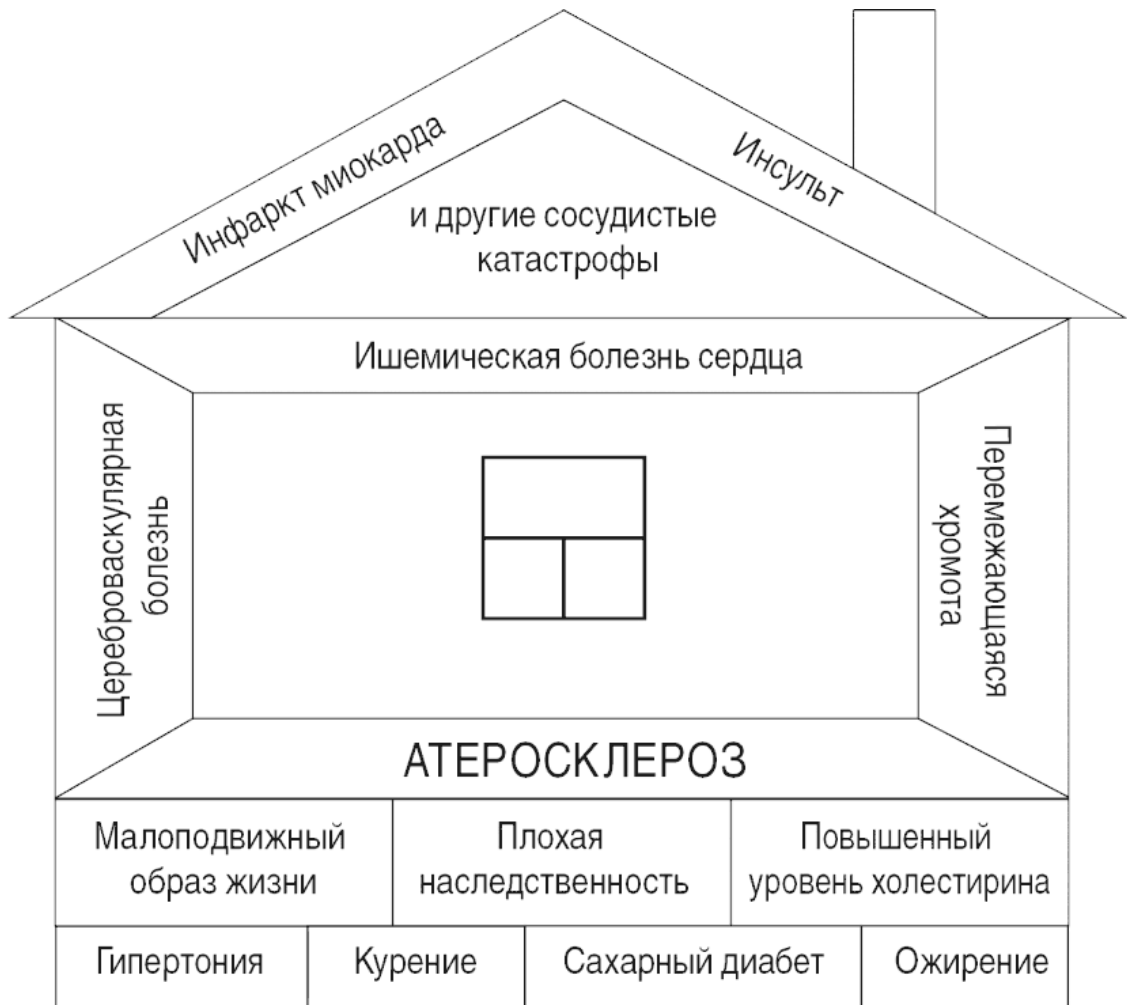 Инфаркт миокарда
Инсульт
и другие сосудистые
катастрофы
Ишемическая болезнь сердца
Цереброваскулярная
болезнь
Перемежающаяся
хромота
АТЕРОСКЛЕРОЗ
Малоподвижный
образ жизни
Плохая
наследственность
Повышенный
уровень холестирина
Гипертония
Курение
Сахарный диабет
Ожирение